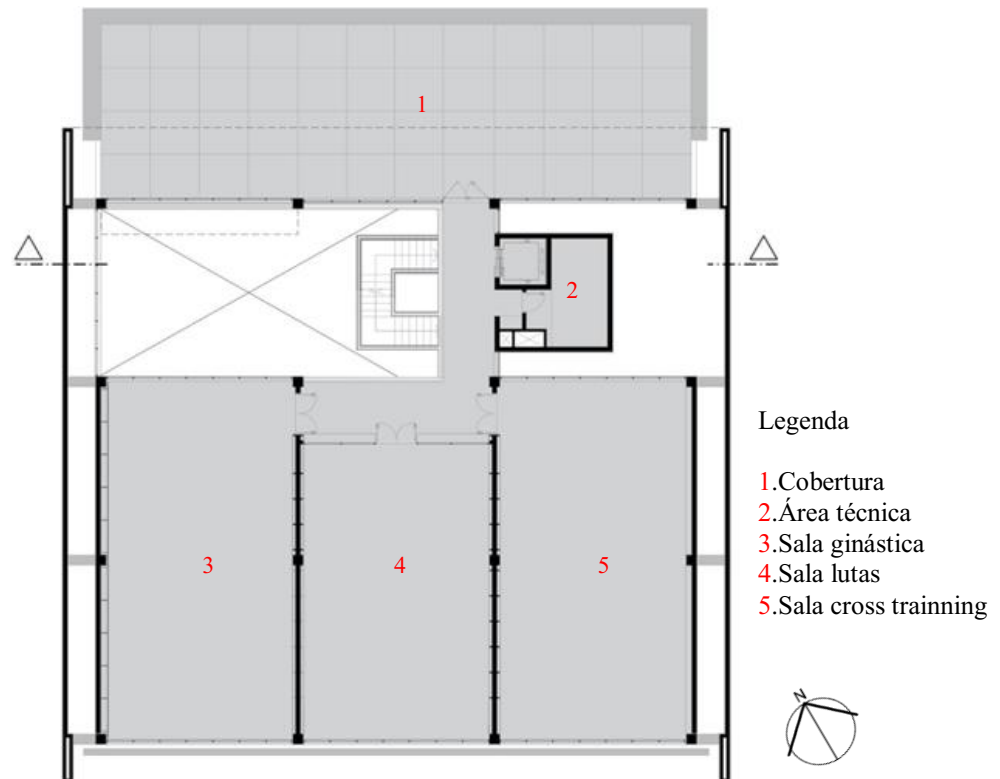 1
2
3
4
5
Legenda
1.Cobertura
2.Área técnica
3.Sala ginástica
4.Sala lutas
5.Sala cross trainning
N